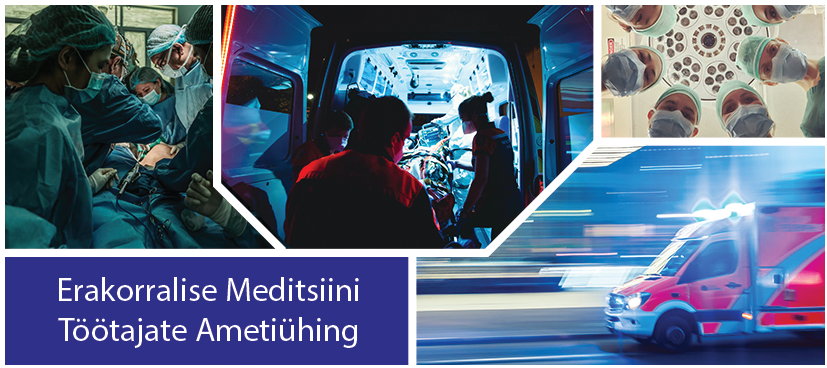 Erakorralise Meditsiini
Töötajate Ametiühing